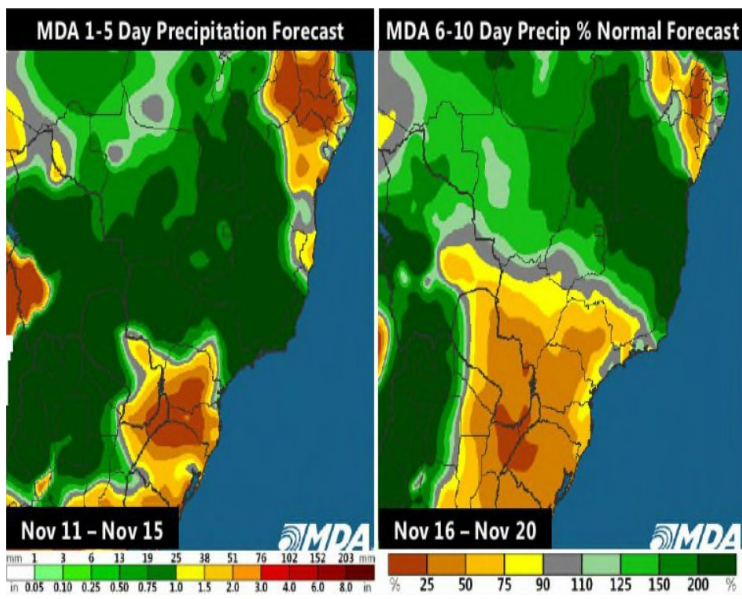 MDA 1-5 Day Precipitation Forecast
Nov 11 – Nov 15
MDA
mm 1 3 6 13 19 25 38 51 76 102 152 203 mm
in 0.05 0.10 0.25 0.50 0.75 1.0 1.5 2.0 3.0 4.0 6.0 8.0 in
MDA 6-10 Day Precip % Normal Forecast
Nov 16 – Nov 20
MDA
% 25 50 75 90 110 125 150 200 %